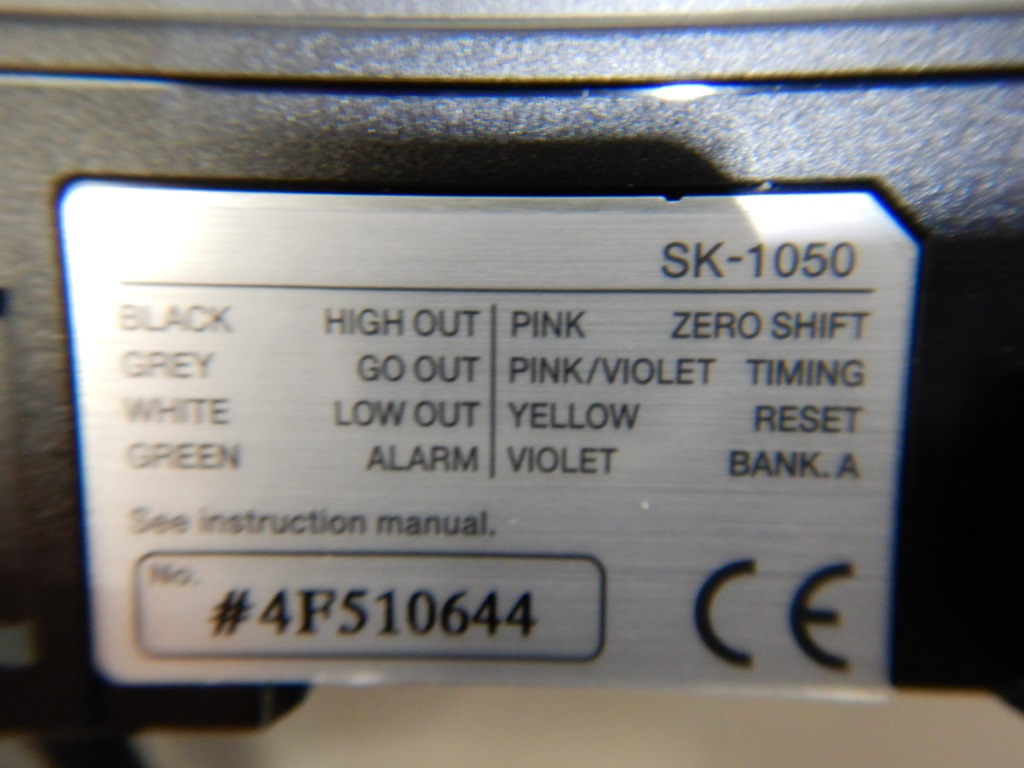 SK-1050
BLACK HIGH OUT PINK ZERO SHIFT
GREY GO OUT PINK/VIOLET TIMING
WHITE LOW OUT YELLOW RESET
GREEN ALARM VIOLET BANK. A
See instruction manual.
No.
#4F510644 CE